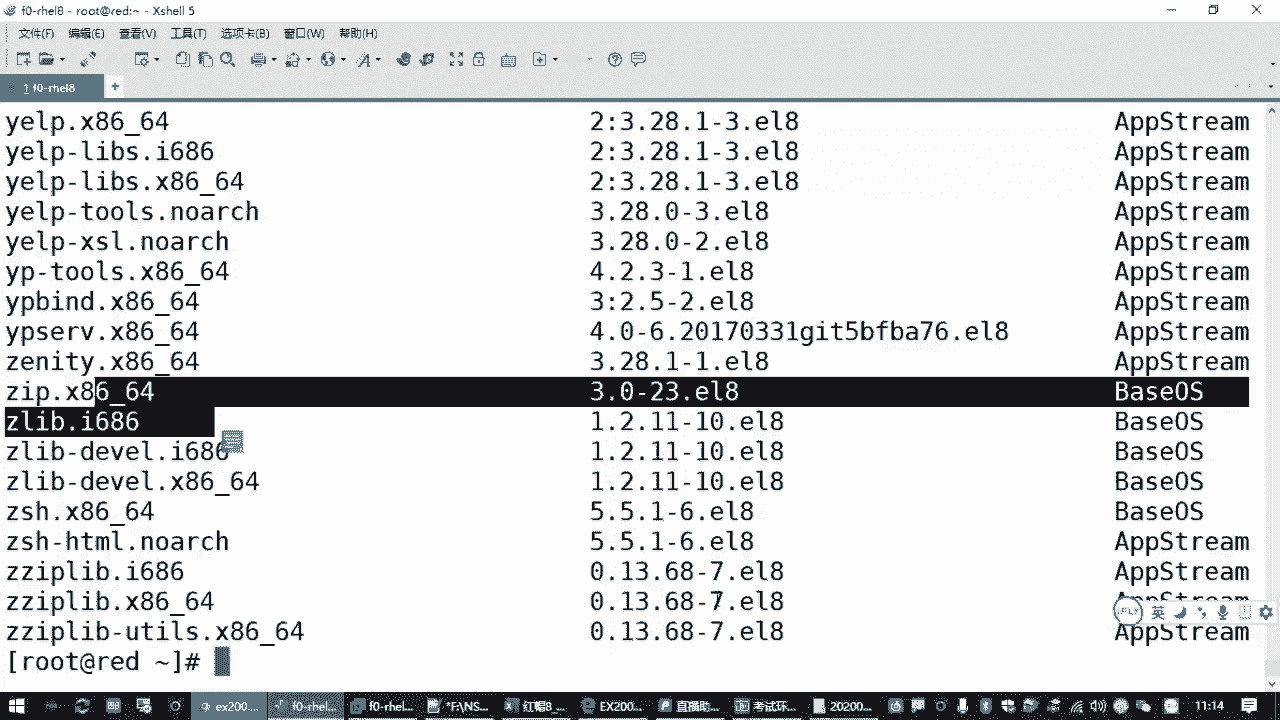 f0-rhel8 - root@red:~ - Xshell 5
文件(F) 编辑(E) 查看(V) 工具(T) 选项卡(B) 窗口(W) 帮助(H)
1 f0-rhel8
yelp.x86_64 2:3.28.1-3.el8 AppStream
yelp-libs.i686 2:3.28.1-3.el8 AppStream
yelp-libs.x86_64 2:3.28.1-3.el8 AppStream
yelp-tools.noarch 3.28.0-3.el8 AppStream
yelp-xsl.noarch 3.28.0-2.el8 AppStream
yp-tools.x86_64 4.2.3-1.el8 AppStream
ypbind.x86_64 3:2.5-2.el8 AppStream
ypserv.x86_64 4.0-6.20170331git5bfba76.el8 AppStream
zenity.x86_64 3.28.1-1.el8 AppStream
zip.x86_64 3.0-23.el8 BaseOS
zlib.i686 1.2.11-10.el8 BaseOS
zlib-devel.i686 1.2.11-10.el8 BaseOS
zlib-devel.x86_64 1.2.11-10.el8 BaseOS
zsh.x86_64 5.5.1-6.el8 BaseOS
zsh-html.noarch 5.5.1-6.el8 AppStream
zziplib.i686 0.13.68-7.el8 AppStream
zziplib.x86_64 0.13.68-7.el8 AppStream
zziplib-utils.x86_64 0.13.68-7.el8 AppStream
[root@red ~]#
iFLY 英
ex200... f0-rhel... f0-rhel... *F:\NS... 红帽8_... EX200... 直播助... 考试环... 20200... 11:14